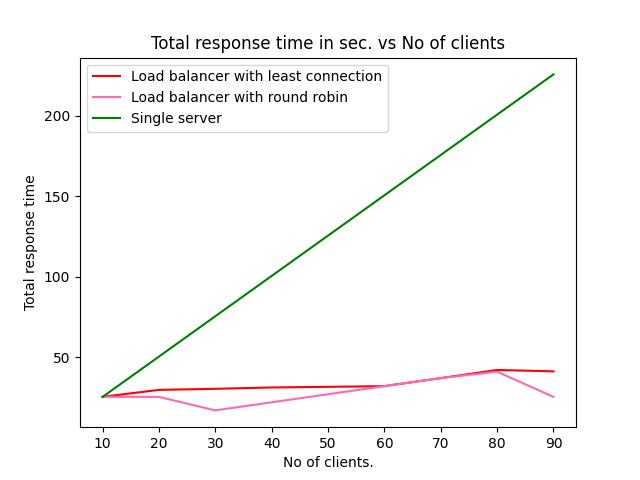 Total response time in sec. vs No of clients
Load balancer with least connection
Load balancer with round robin
Single server
Total response time
200
150
100
50
10 20 30 40 50 60 70 80 90
No of clients.